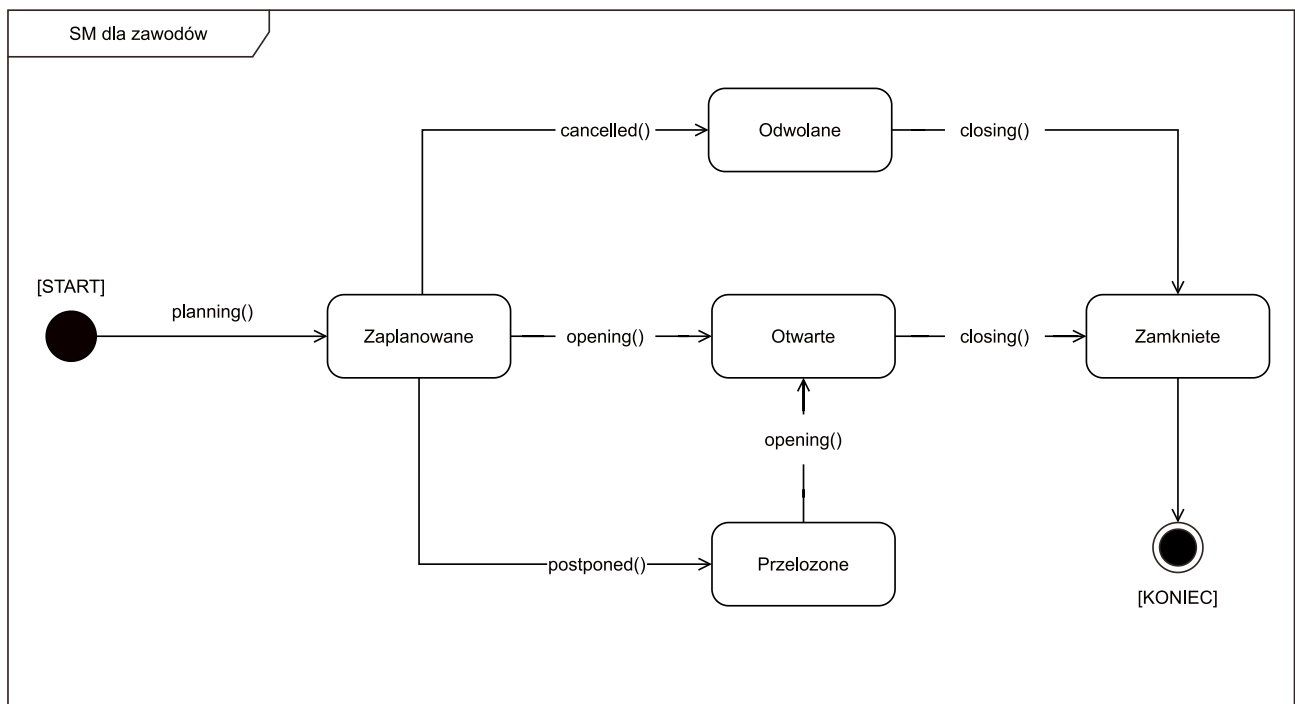 SM dla zawodów
cancelled()
Odwolane
closing()
[START]
planning()
Zaplanowane
opening()
Otwarte
closing()
Zamkniete
opening()
postponed()
Przelozone
[KONIEC]